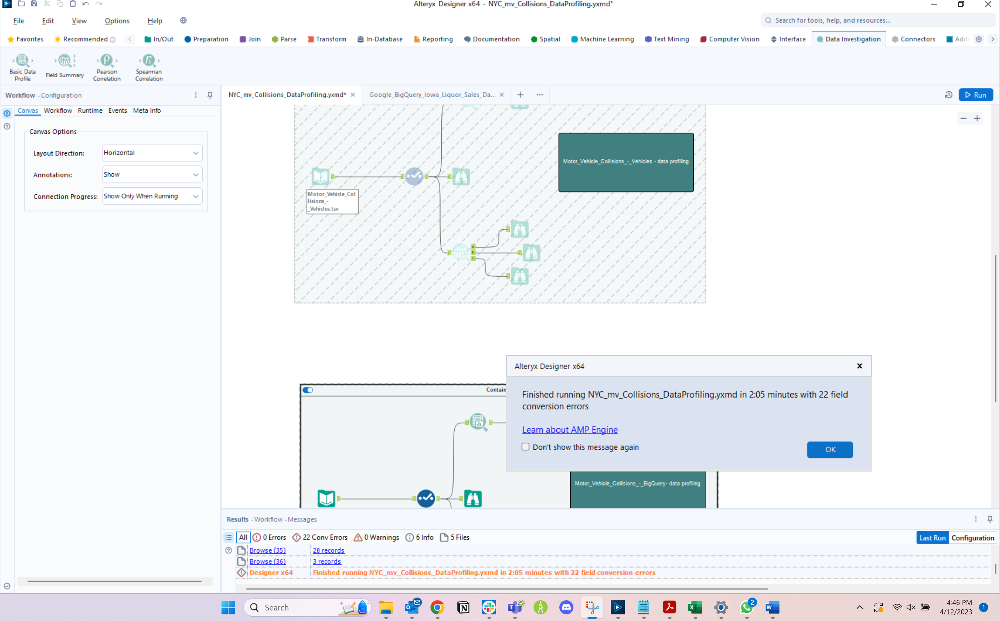 Alteryx Designer x64 - NYC_mv_Collisions_DataProfiling.yxmd*
File Edit View Options Help
Search for tools, help, and resources...
Favorites Recommended In/Out Preparation Join Parse Transform In-Database Reporting Documentation Spatial Machine Learning Text Mining Computer Vision Interface Data Investigation Connectors Add
Basic Data Profile
Field Summary
Pearson Correlation
Spearman Correlation
Workflow - Configuration
NYC_mv_Collisions_DataProfiling.yxmd*
Google_BigQuery_Iowa_Liquor_Sales_Da...
Run
Canvas Workflow Runtime Events Meta Info
Canvas Options
Layout Direction: Horizontal
Annotations: Show
Connection Progress: Show Only When Running
Motor_Vehicle_Collisions_-_Vehicles - data profiling
Motor_Vehicle_Col
lisions_-
_Vehicles.tsv
Contain
Alteryx Designer x64
Finished running NYC_mv_Collisions_DataProfiling.yxmd in 2:05 minutes with 22 field
conversion errors
Learn about AMP Engine
Don't show this message again
OK
Motor_Vehicle_Collisions_-_BigQuery- data profiling
Results - Workflow - Messages
All 0 Errors 22 Conv Errors 0 Warnings 6 Info 5 Files
Last Run Configuration
Browse (35) 28 records
Browse (36) 3 records
Designer x64 Finished running NYC_mv_Collisions_DataProfiling.yxmd in 2:05 minutes with 22 field conversion errors
Search
2
4:46 PM
4/12/2023
1